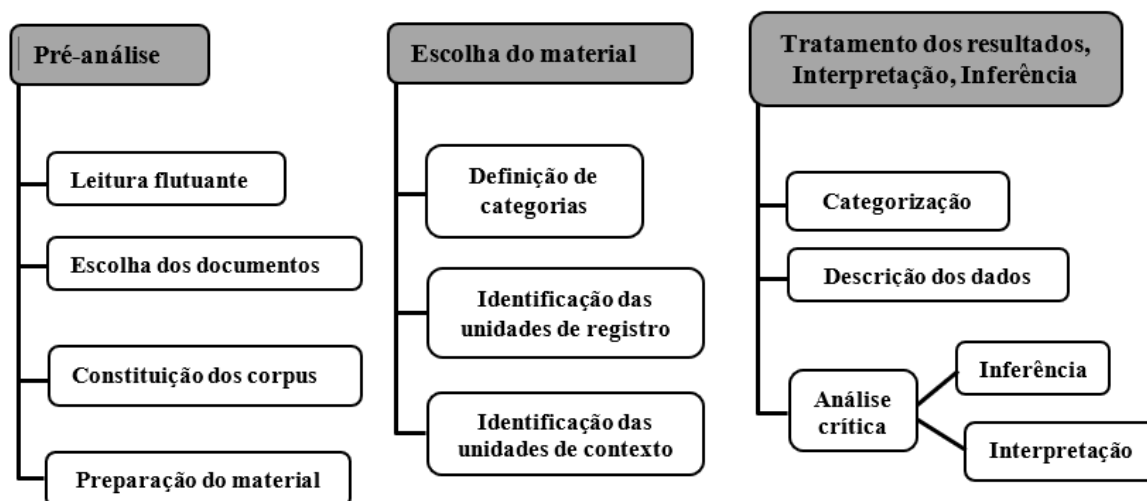 Pré-análise
Leitura flutuante
Escolha dos documentos
Constituição dos corpus
Preparação do material
Escolha do material
Definição de
categorias
Identificação das
unidades de registro
Identificação das
unidades de contexto
Tratamento dos resultados,
Interpretação, Inferência
Categorização
Descrição dos dados
Análise
crítica
Inferência
Interpretação